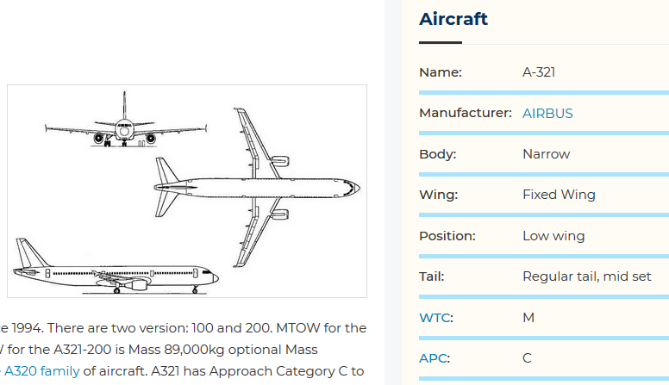 Aircraft
Name: A-321
Manufacturer: AIRBUS
Body: Narrow
Wing: Fixed Wing
Position: Low wing
Tail: Regular tail, mid set
WTC: M
APC: C
1994. There are two version: 100 and 200. MTOW for the
for the A321-200 is Mass 89,000kg optional Mass
A320 family of aircraft. A321 has Approach Category C to